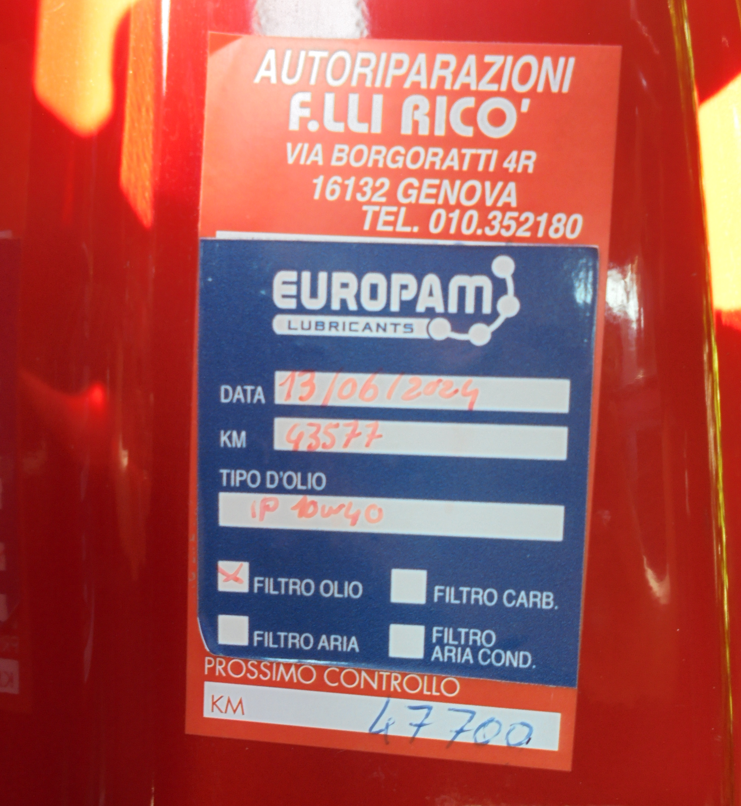 AUTORIPARAZIONI
F.LLI RICO'
VIA BORGORATTI 4R
16132 GENOVA
TEL. 010.352180
EUROPAM
LUBRICANTS
DATA 13/06/2024
KM 43577
TIPO D'OLIO
IP 10W40
FILTRO OLIO FILTRO CARB.
FILTRO ARIA FILTRO
ARIA COND.
PROSSIMO CONTROLLO
KM 47700